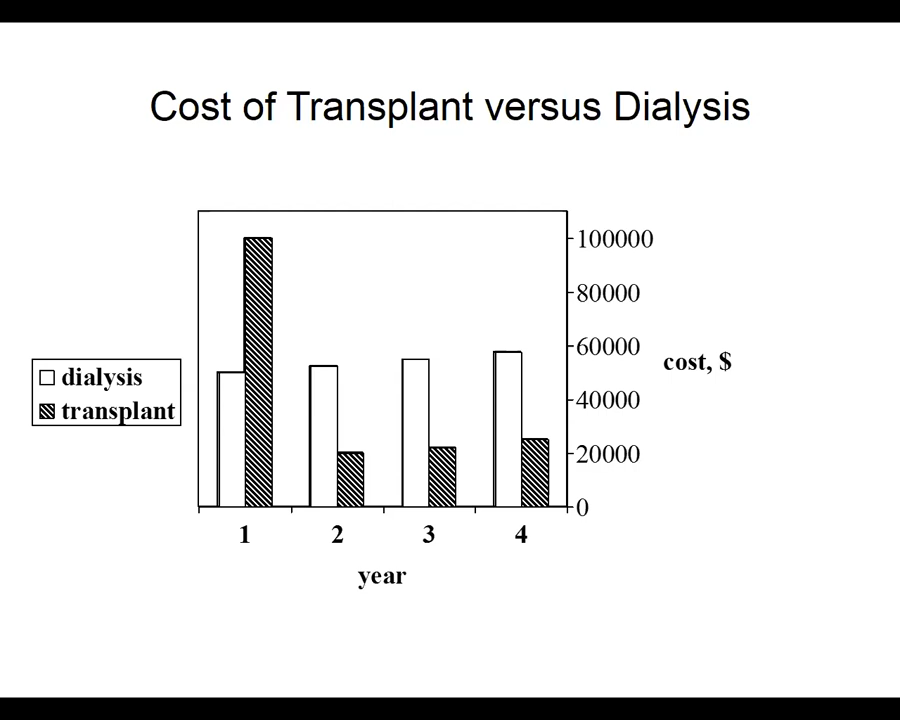 Cost of Transplant versus Dialysis
100000
80000
60000
40000
20000
0
cost, $
dialysis
transplant
1 2 3 4
year